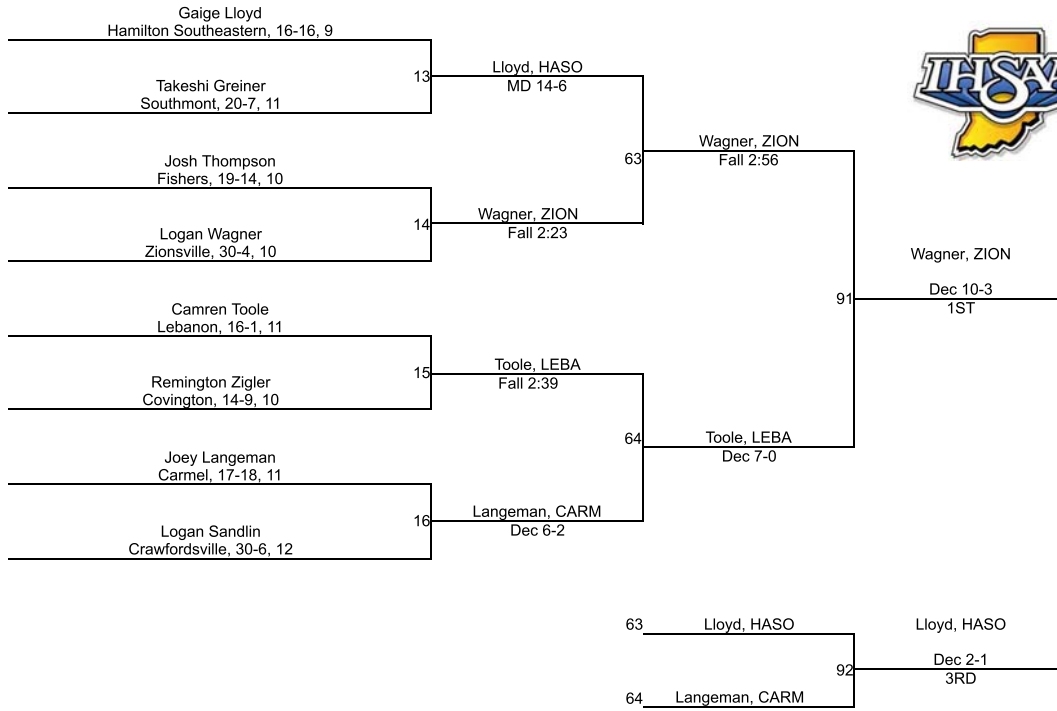 Gaige Lloyd
Hamilton Southeastern, 16-16, 9
13
Takeshi Greiner
Southmont, 20-7, 11
Lloyd, HASO
MD 14-6
Josh Thompson
Fishers, 19-14, 10
14
Logan Wagner
Zionsville, 30-4, 10
Wagner, ZION
Fall 2:23
63
Wagner, ZION
Fall 2:56
Camren Toole
Lebanon, 16-1, 11
15
Remington Zigler
Covington, 14-9, 10
Toole, LEBA
Fall 2:39
Joey Langeman
Carmel, 17-18, 11
16
Logan Sandlin
Crawfordsville, 30-6, 12
Langeman, CARM
Dec 6-2
64
Toole, LEBA
Dec 7-0
91
Wagner, ZION
Dec 10-3
1ST
63
Lloyd, HASO
64
Langeman, CARM
92
Lloyd, HASO
Dec 2-1
3RD
IHSAA